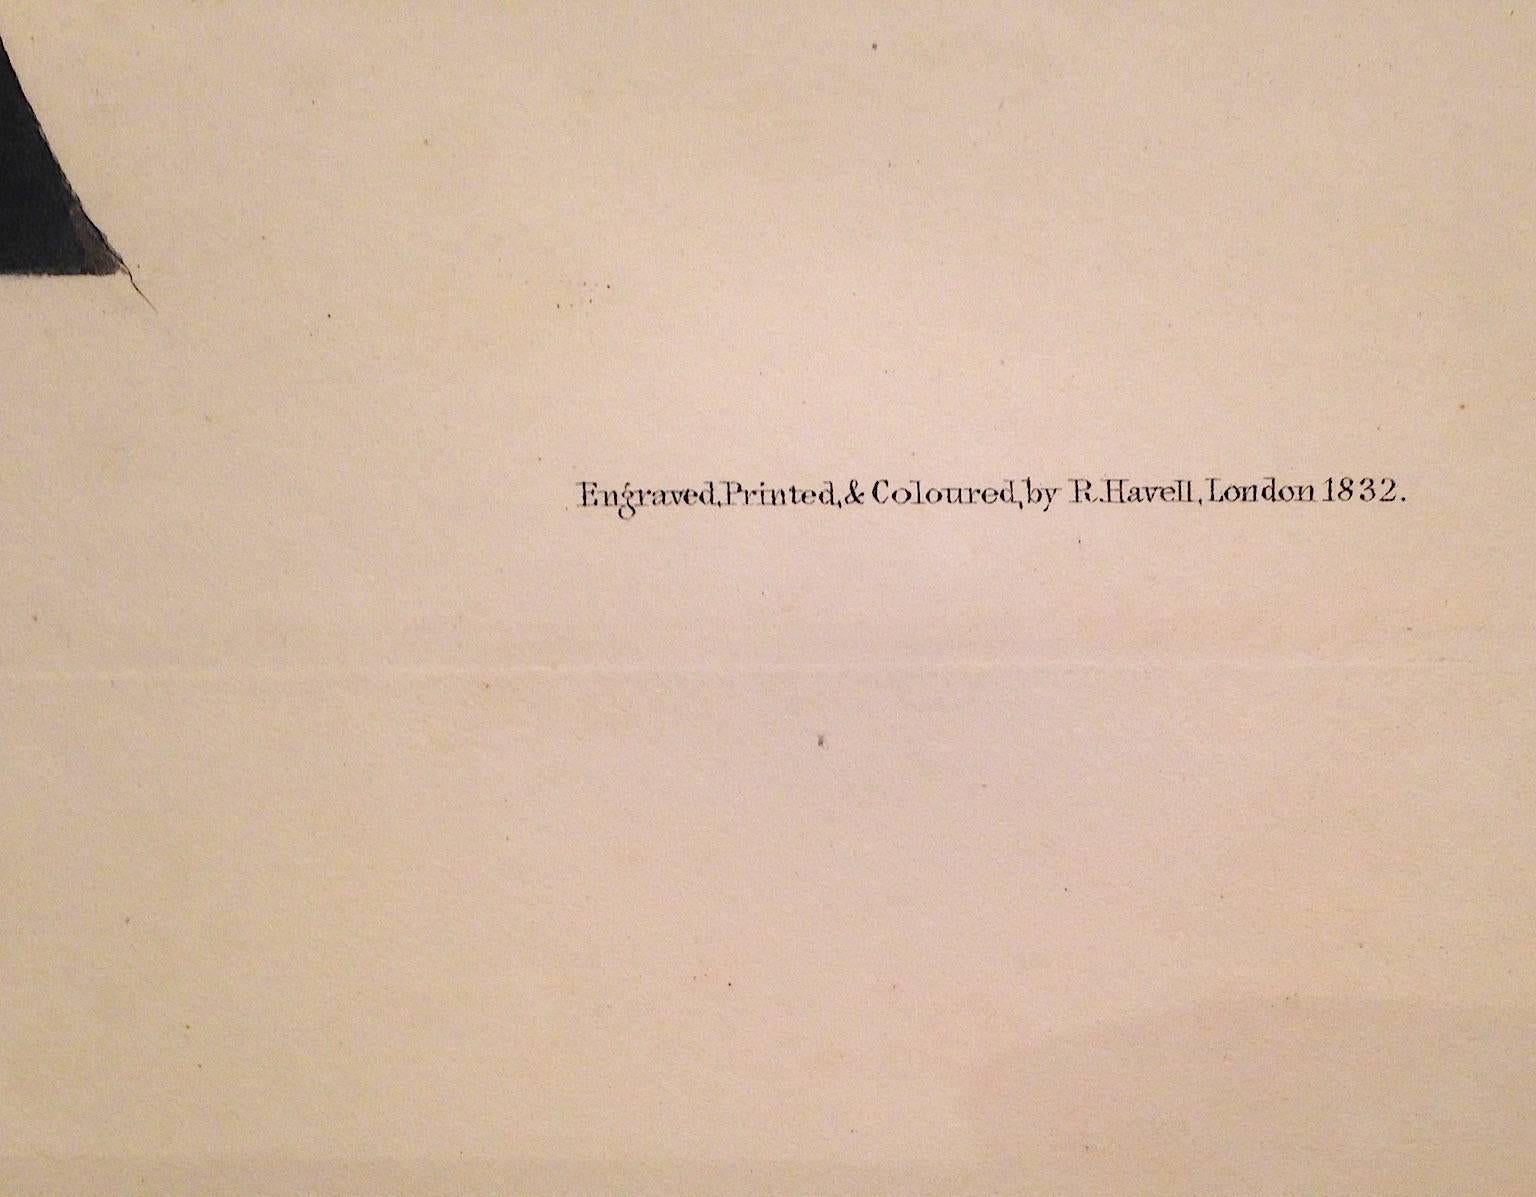 Engraved, Printed, & Coloured, by R. Havell, London 1832.